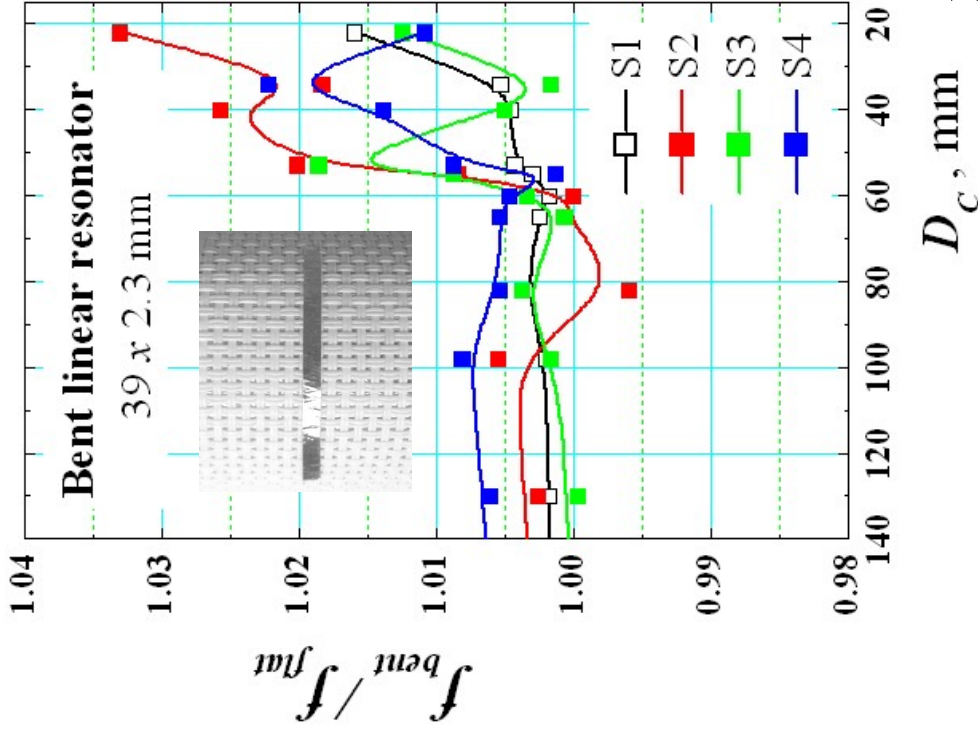 Bent linear resonator
39 x 2.3 mm
1.04
1.03
1.02
1.01
1.00
0.99
0.98
f_bent/f_flat
140
120
100
80
60
40
20
D_C, mm
S1
S2
S3
S4